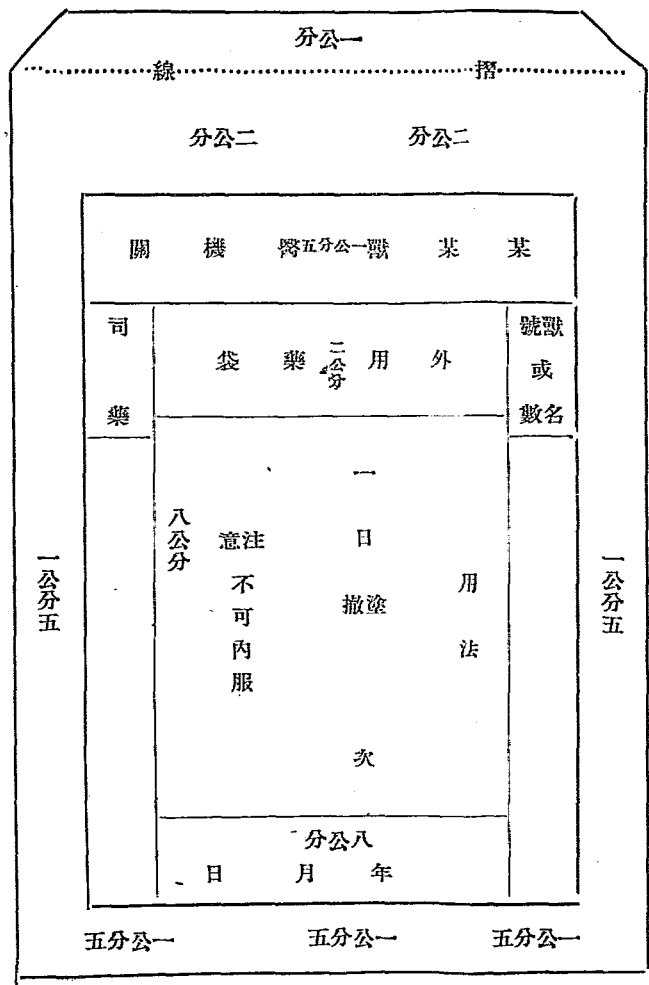 一公分
摺 線
二公分 二公分
某某獸一公分五醫機關
獸號
或
名數
外用二公分藥袋
司藥
用法
一日塗撒 次
注意
不可內服
八公分
一公分五
一公分五
八公分
年 月 日
一公分五 一公分五 一公分五